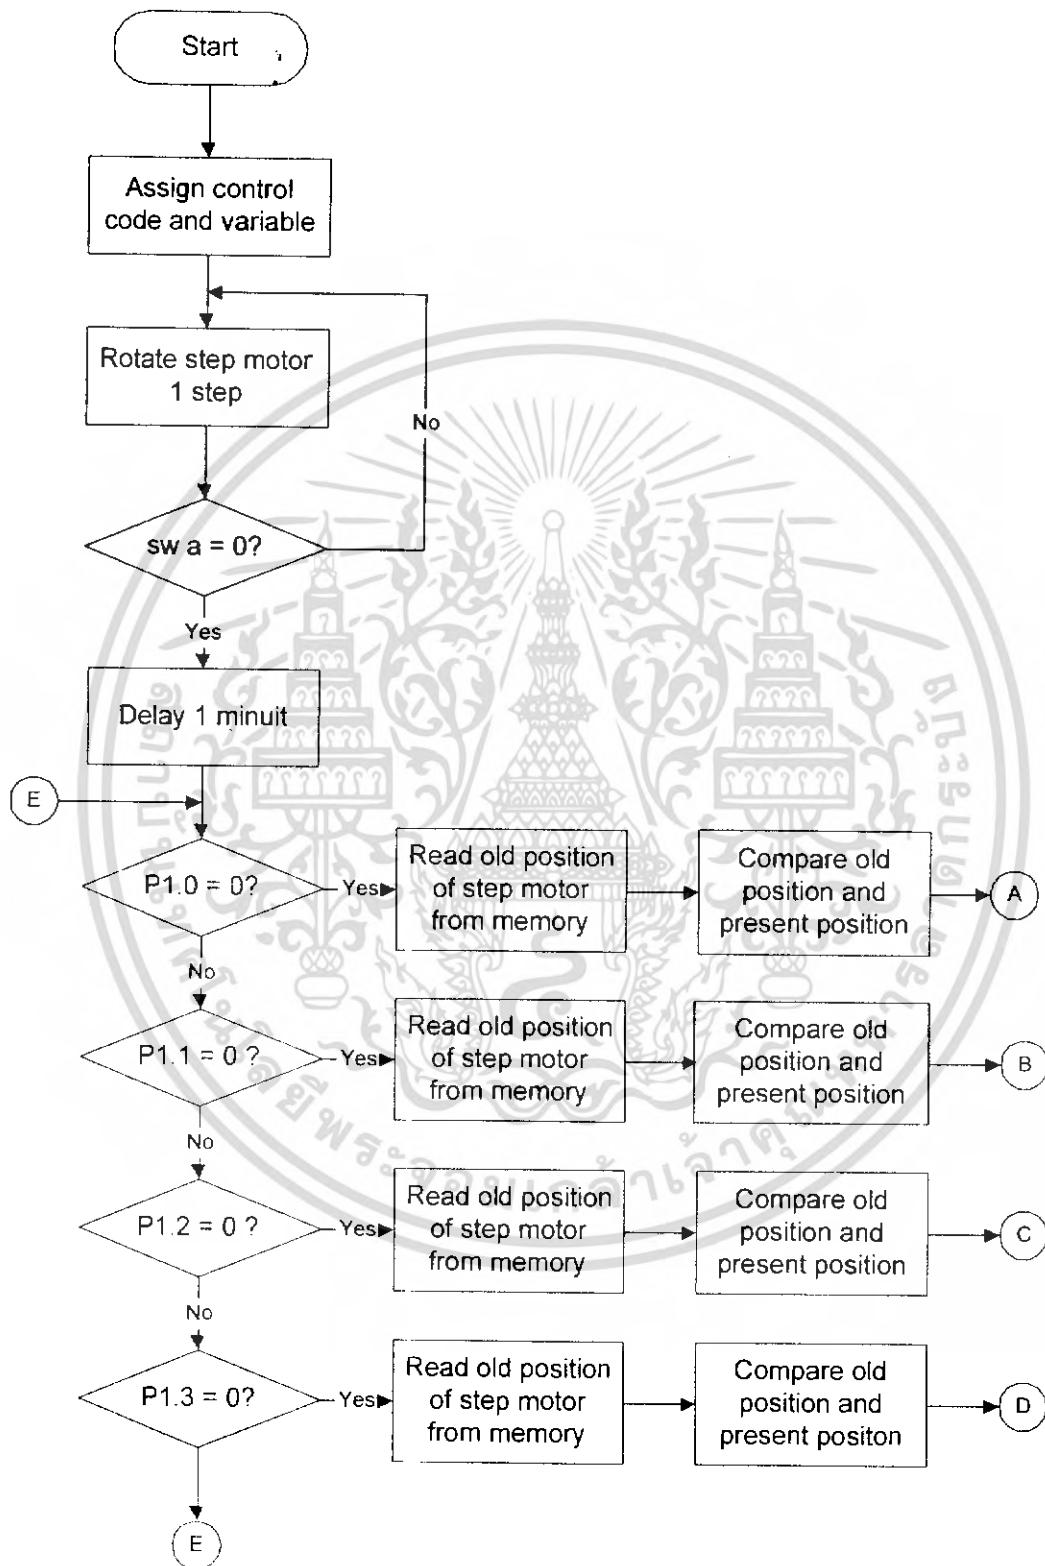 Start
Assign control
code and variable
Rotate step motor
1 step
No
sw a = 0?
Yes
Delay 1 minuit
E
P1.0 = 0?
Yes
Read old position
of step motor
from memory
Compare old
position and
present position
A
No
P1.1 = 0 ?
Yes
Read old position
of step motor
from memory
Compare old
position and
present position
B
No
P1.2 = 0 ?
Yes
Read old position
of step motor
from memory
Compare old
position and
present position
C
No
P1.3 = 0?
Yes
Read old position
of step motor
from memory
Compare old
position and
present positon
D
E